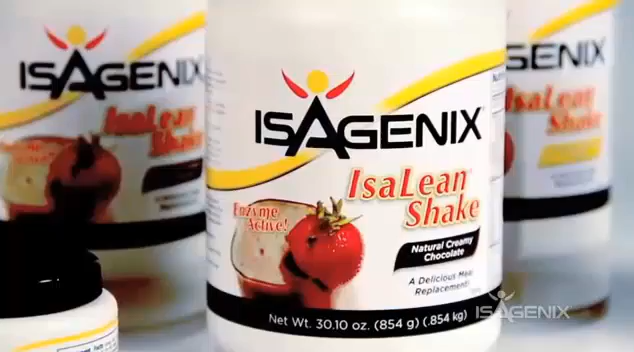 ISAGENIX
IsaLean
Shake
Enzyme
Active!
Natural Creamy
Chocolate
A Delicious Meal
Replacement!
Net Wt. 30.10 oz. (854 g) (.854 kg)
ISAGENIX
IsaLean
Shake
ISAGENIX
IsaLean
Shake
ISAGENIX